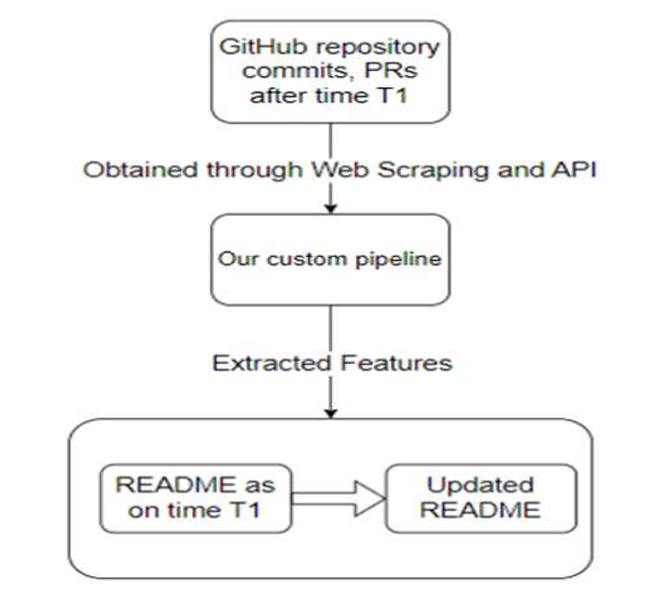 GitHub repository
commits, PRs
after time T1
Obtained through Web Scraping and API
Our custom pipeline
Extracted Features
README as
on time T1
Updated
README